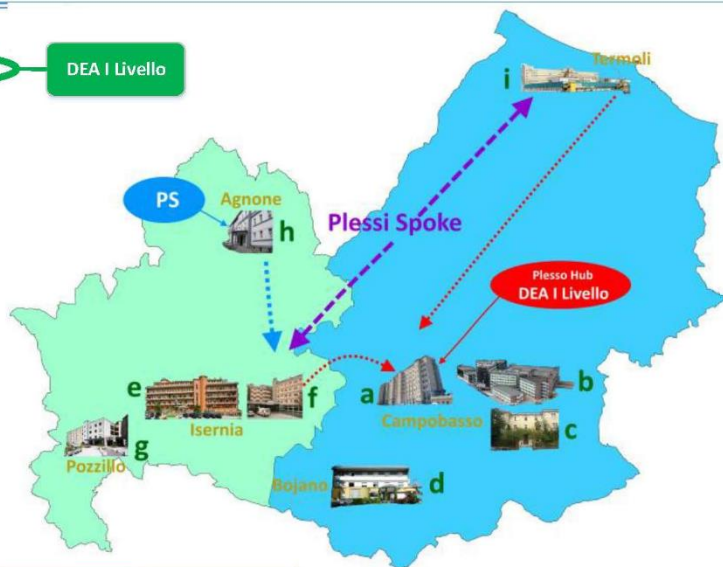 DEA I Livello
Termoli
i
PS
Agnone
h
Plessi Spoke
Plesso Hub
DEA I Livello
e
f
a
b
Isernia
Campobasso
c
g
Pozzillo
Bojano
d